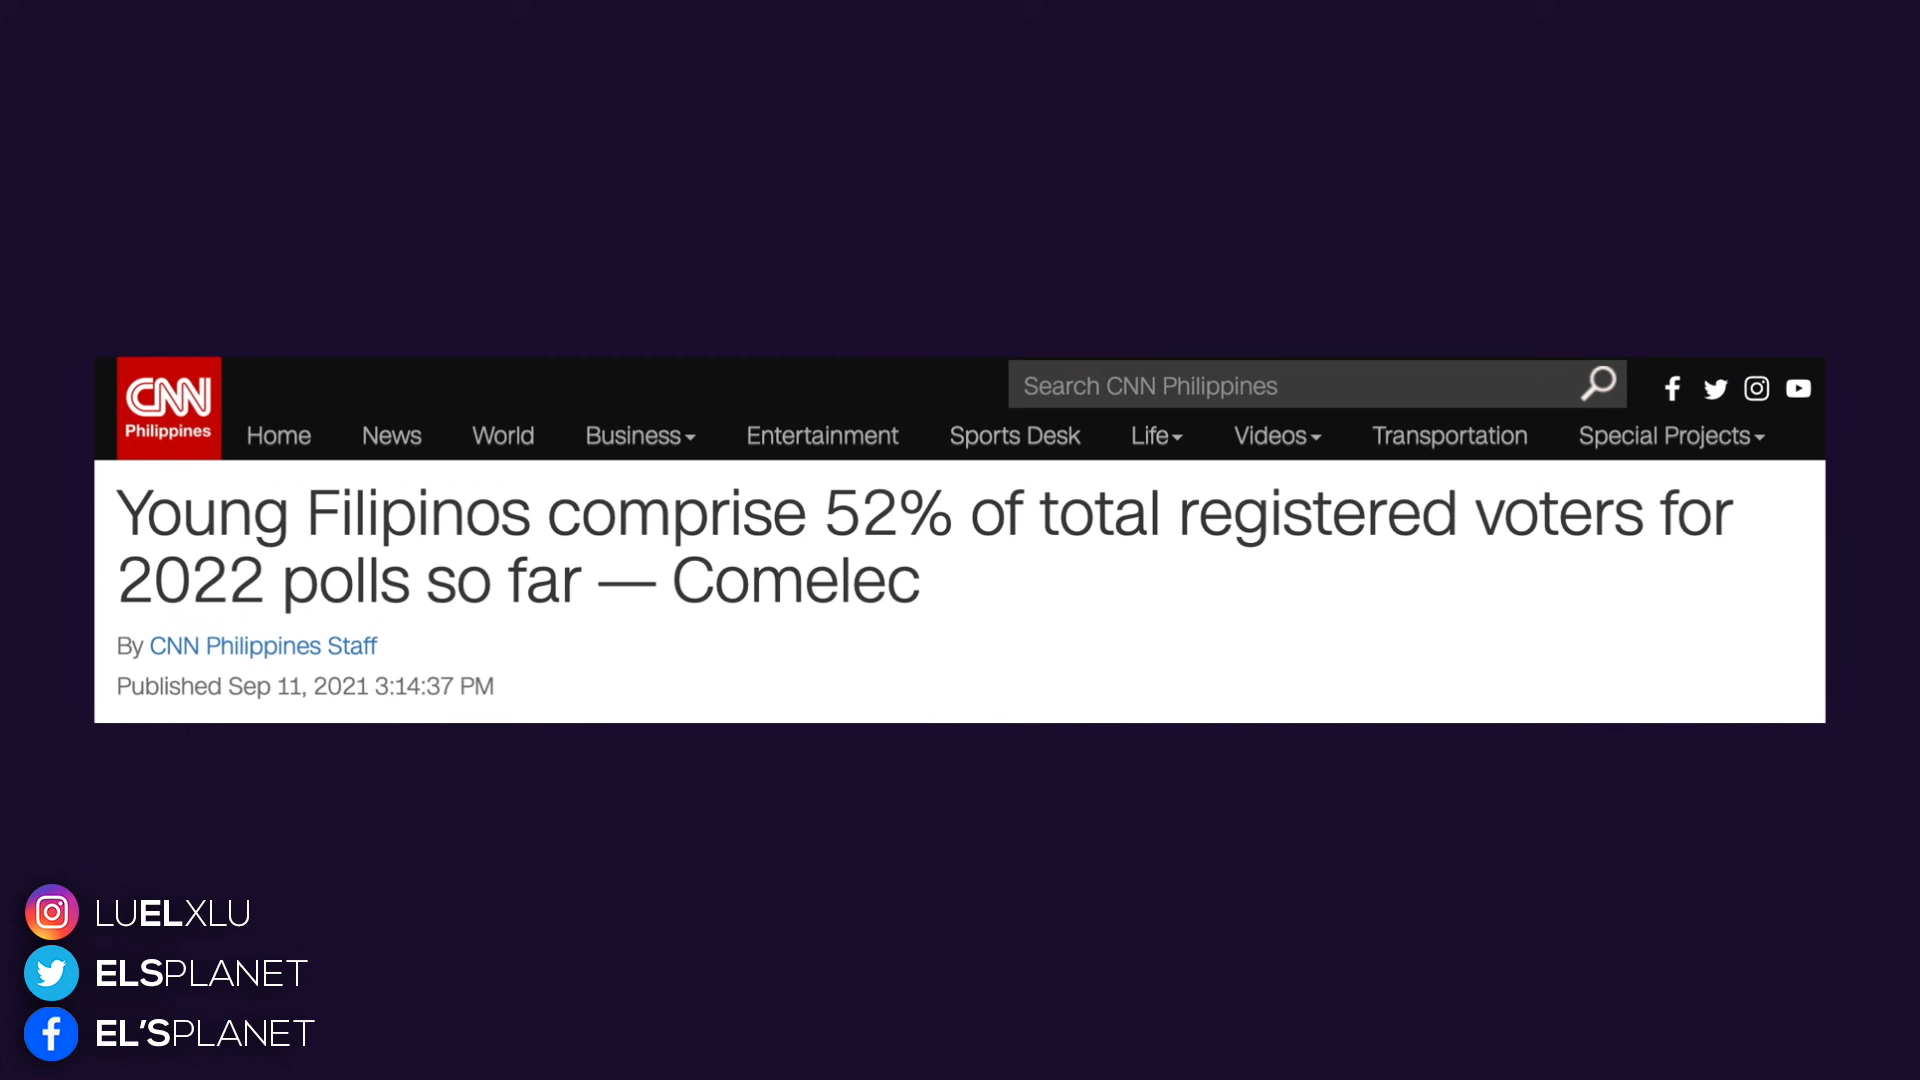 CNN
Philippines
Search CNN Philippines
Home News World Business Entertainment Sports Desk Life Videos Transportation Special Projects
Young Filipinos comprise 52% of total registered voters for
2022 polls so far — Comelec
By CNN Philippines Staff
Published Sep 11, 2021 3:14:37 PM
LUELXLU
ELSPLANET
EL'SPLANET